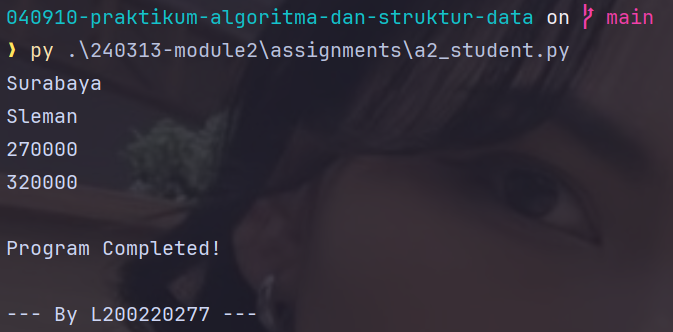 040910-praktikum-algoritma-dan-struktur-data on main
❯ py .\240313-module2\assignments\a2_student.py
Surabaya
Sleman
270000
320000
Program Completed!
--- By L200220277 ---